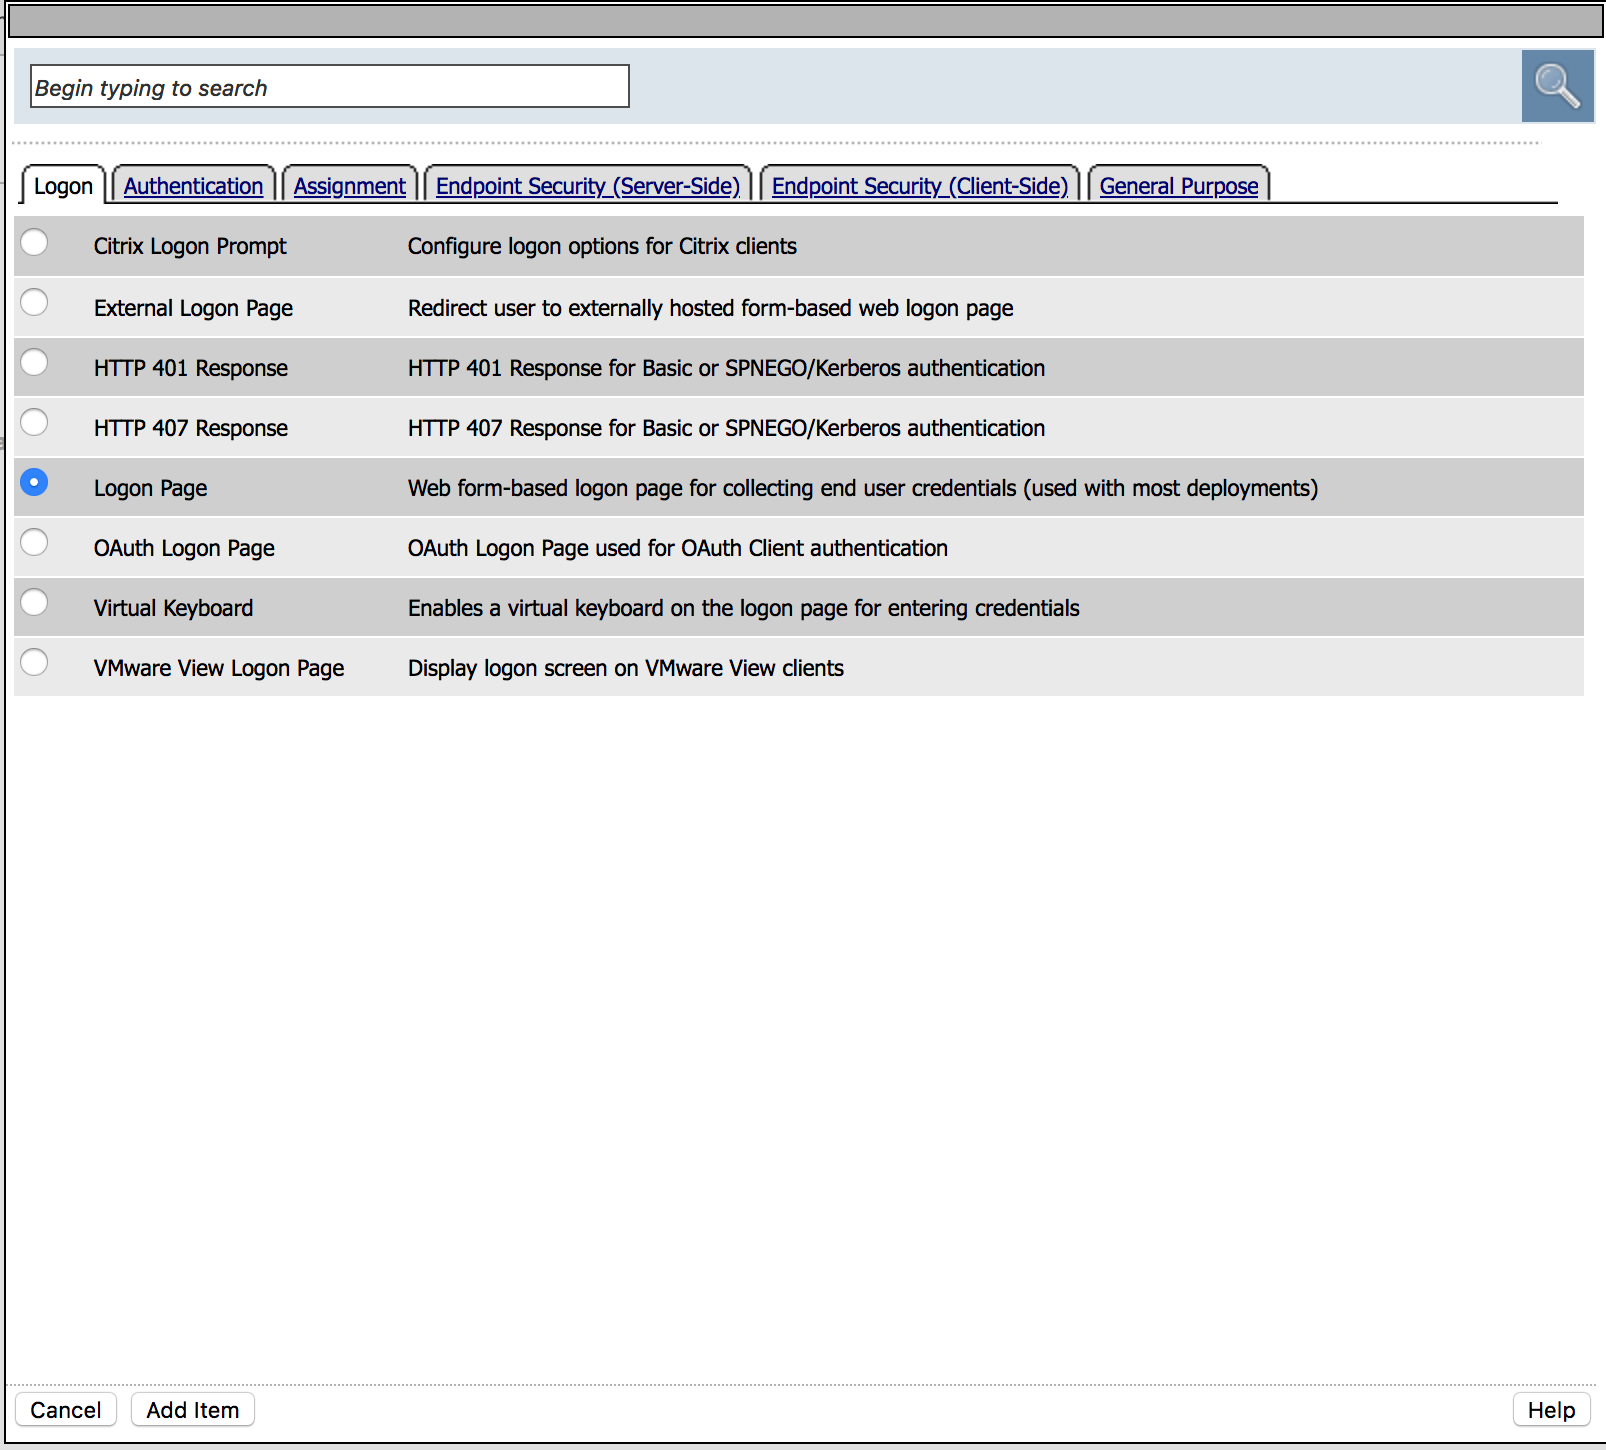 Begin typing to search
Logon Authentication Assignment Endpoint Security (Server-Side) Endpoint Security (Client-Side) General Purpose
Citrix Logon Prompt Configure logon options for Citrix clients
External Logon Page Redirect user to externally hosted form-based web logon page
HTTP 401 Response HTTP 401 Response for Basic or SPNEGO/Kerberos authentication
HTTP 407 Response HTTP 407 Response for Basic or SPNEGO/Kerberos authentication
Logon Page Web form-based logon page for collecting end user credentials (used with most deployments)
OAuth Logon Page OAuth Logon Page used for OAuth Client authentication
Virtual Keyboard Enables a virtual keyboard on the logon page for entering credentials
VMware View Logon Page Display logon screen on VMware View clients
Cancel Add Item Help